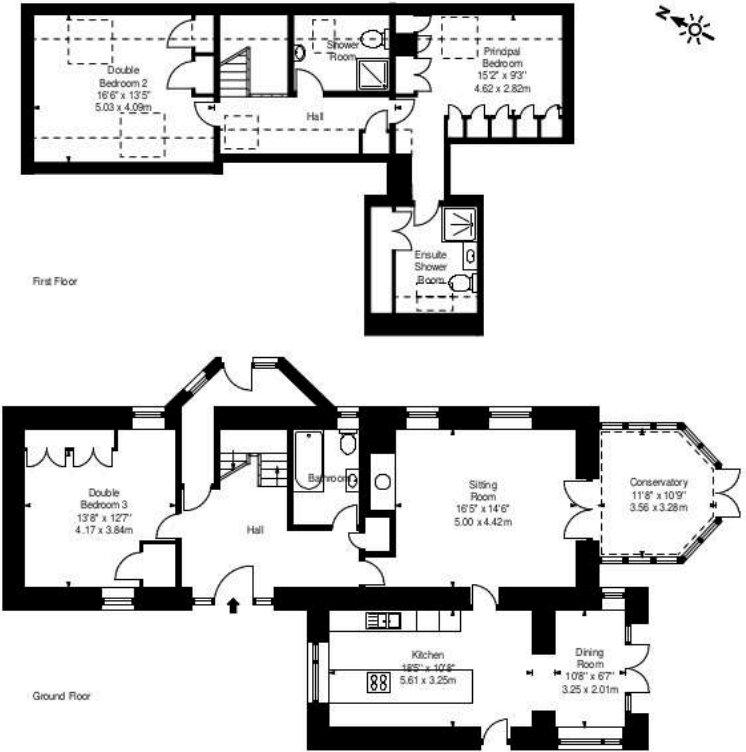 N
Double
Bedroom 2
16'6" x 13'5"
5.03 x 4.09m
Shower
Room
Principal
Bedroom
15'2" x 9'3"
4.62 x 2.82m
Hall
Ensuite
Shower
Room
First Floor
Double
Bedroom 3
13'8" x 12'7"
4.17 x 3.84m
Bathroom
Hall
Sitting
Room
16'5" x 14'6"
5.00 x 4.42m
Conservatory
11'8" x 10'9"
3.56 x 3.28m
Kitchen
18'5" x 10'8"
5.61 x 3.25m
Dining
Room
10'8" x 6'7"
3.25 x 2.01m
Ground Floor